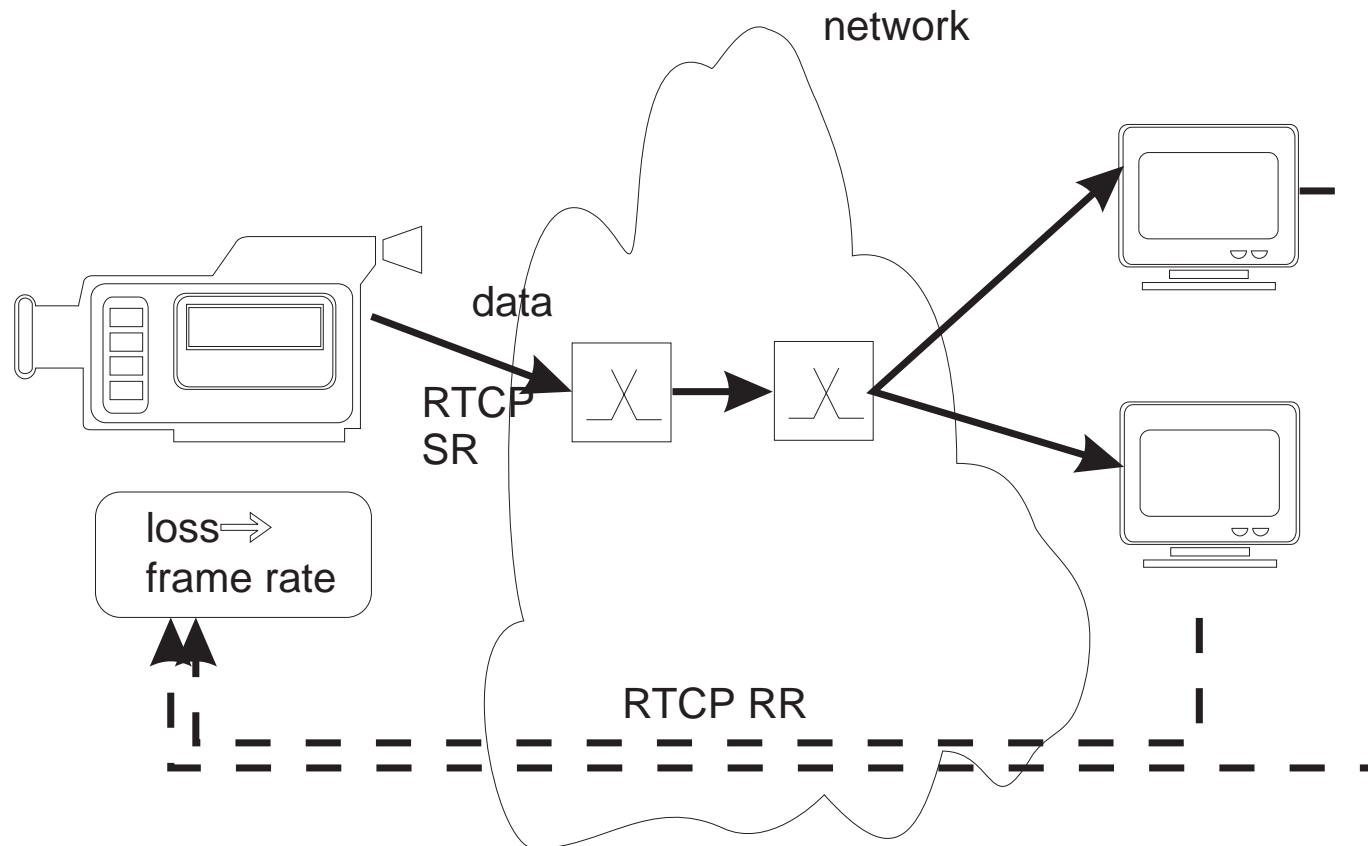 network
data
RTCP
SR
loss⇒
frame rate
RTCP RR